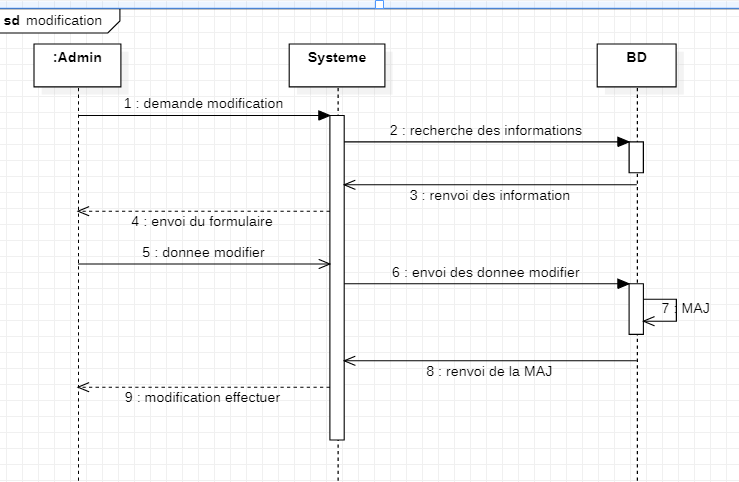 sd modification
:Admin
Systeme
BD
1 : demande modification
2 : recherche des informations
3 : renvoi des information
4 : envoi du formulaire
5 : donnee modifier
6 : envoi des donnee modifier
7 : MAJ
8 : renvoi de la MAJ
9 : modification effectuer